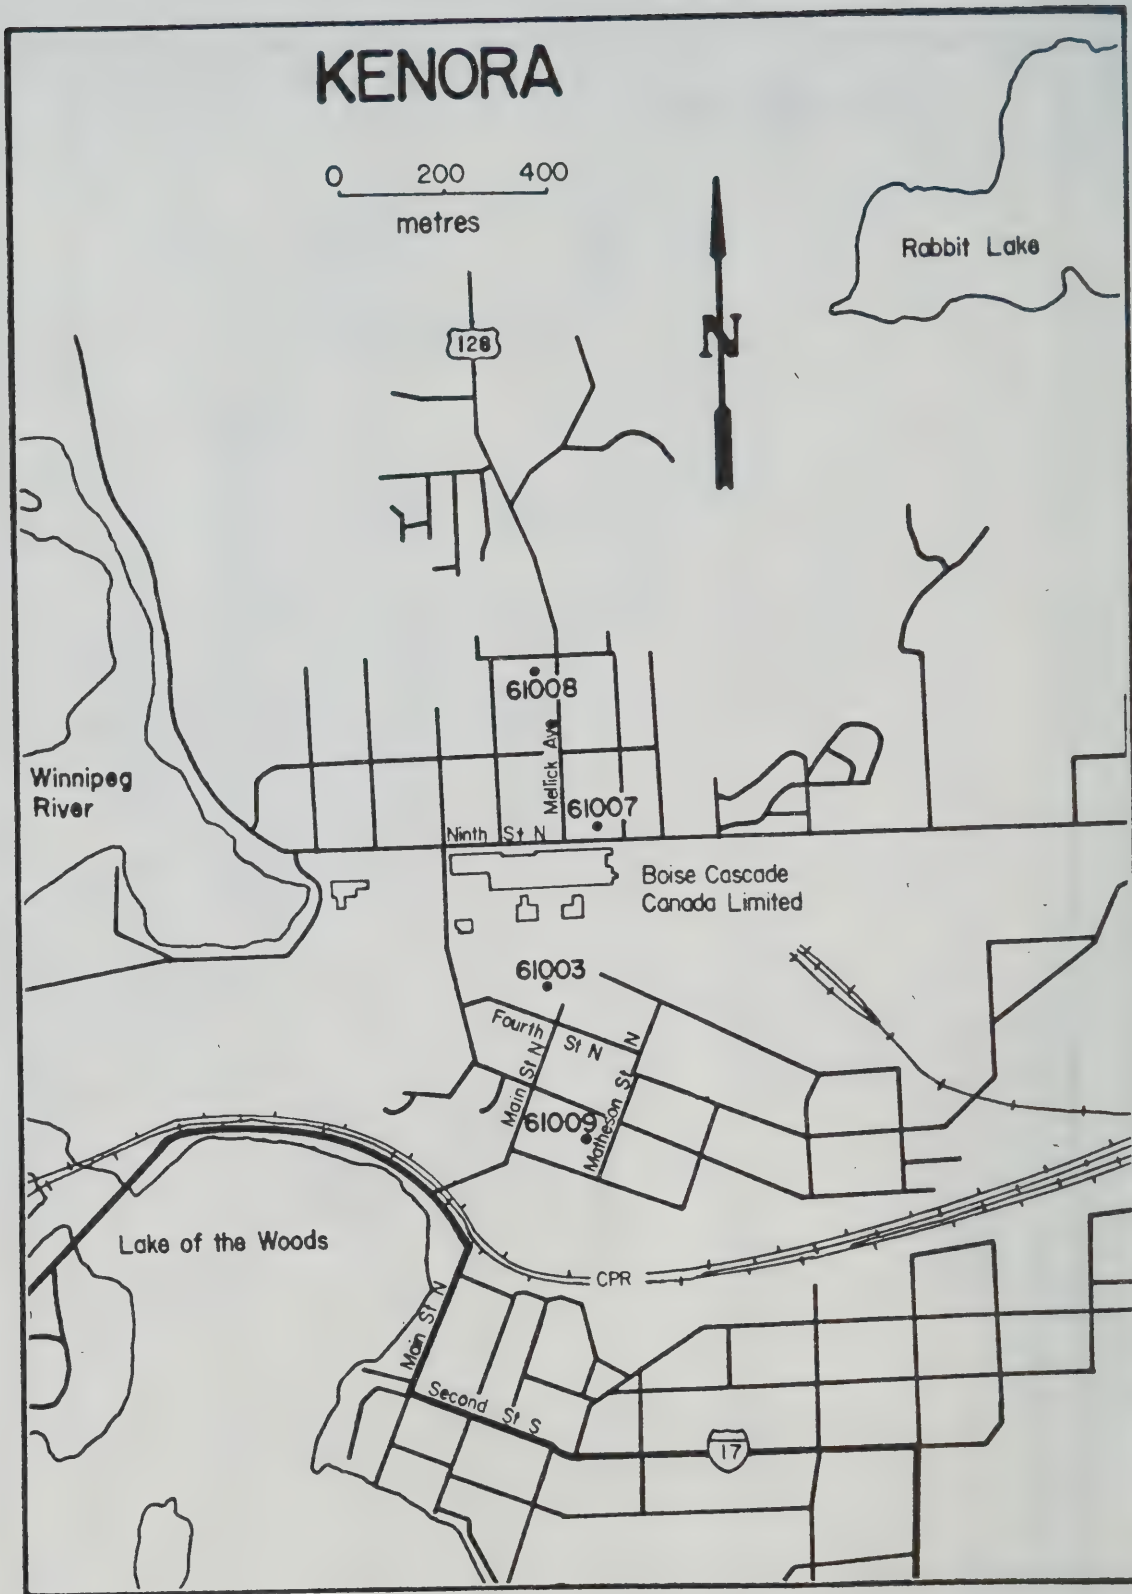 KENORA
0 200 400
metres
Rabbit Lake
N
128
61008
Mellick Ave
Winnipeg
River
61007
Ninth St N
Boise Cascade
Canada Limited
61003
Fourth St N
Main St N
Matheson St N
61009
Lake of the Woods
CPR
Main St N
Second St S
17